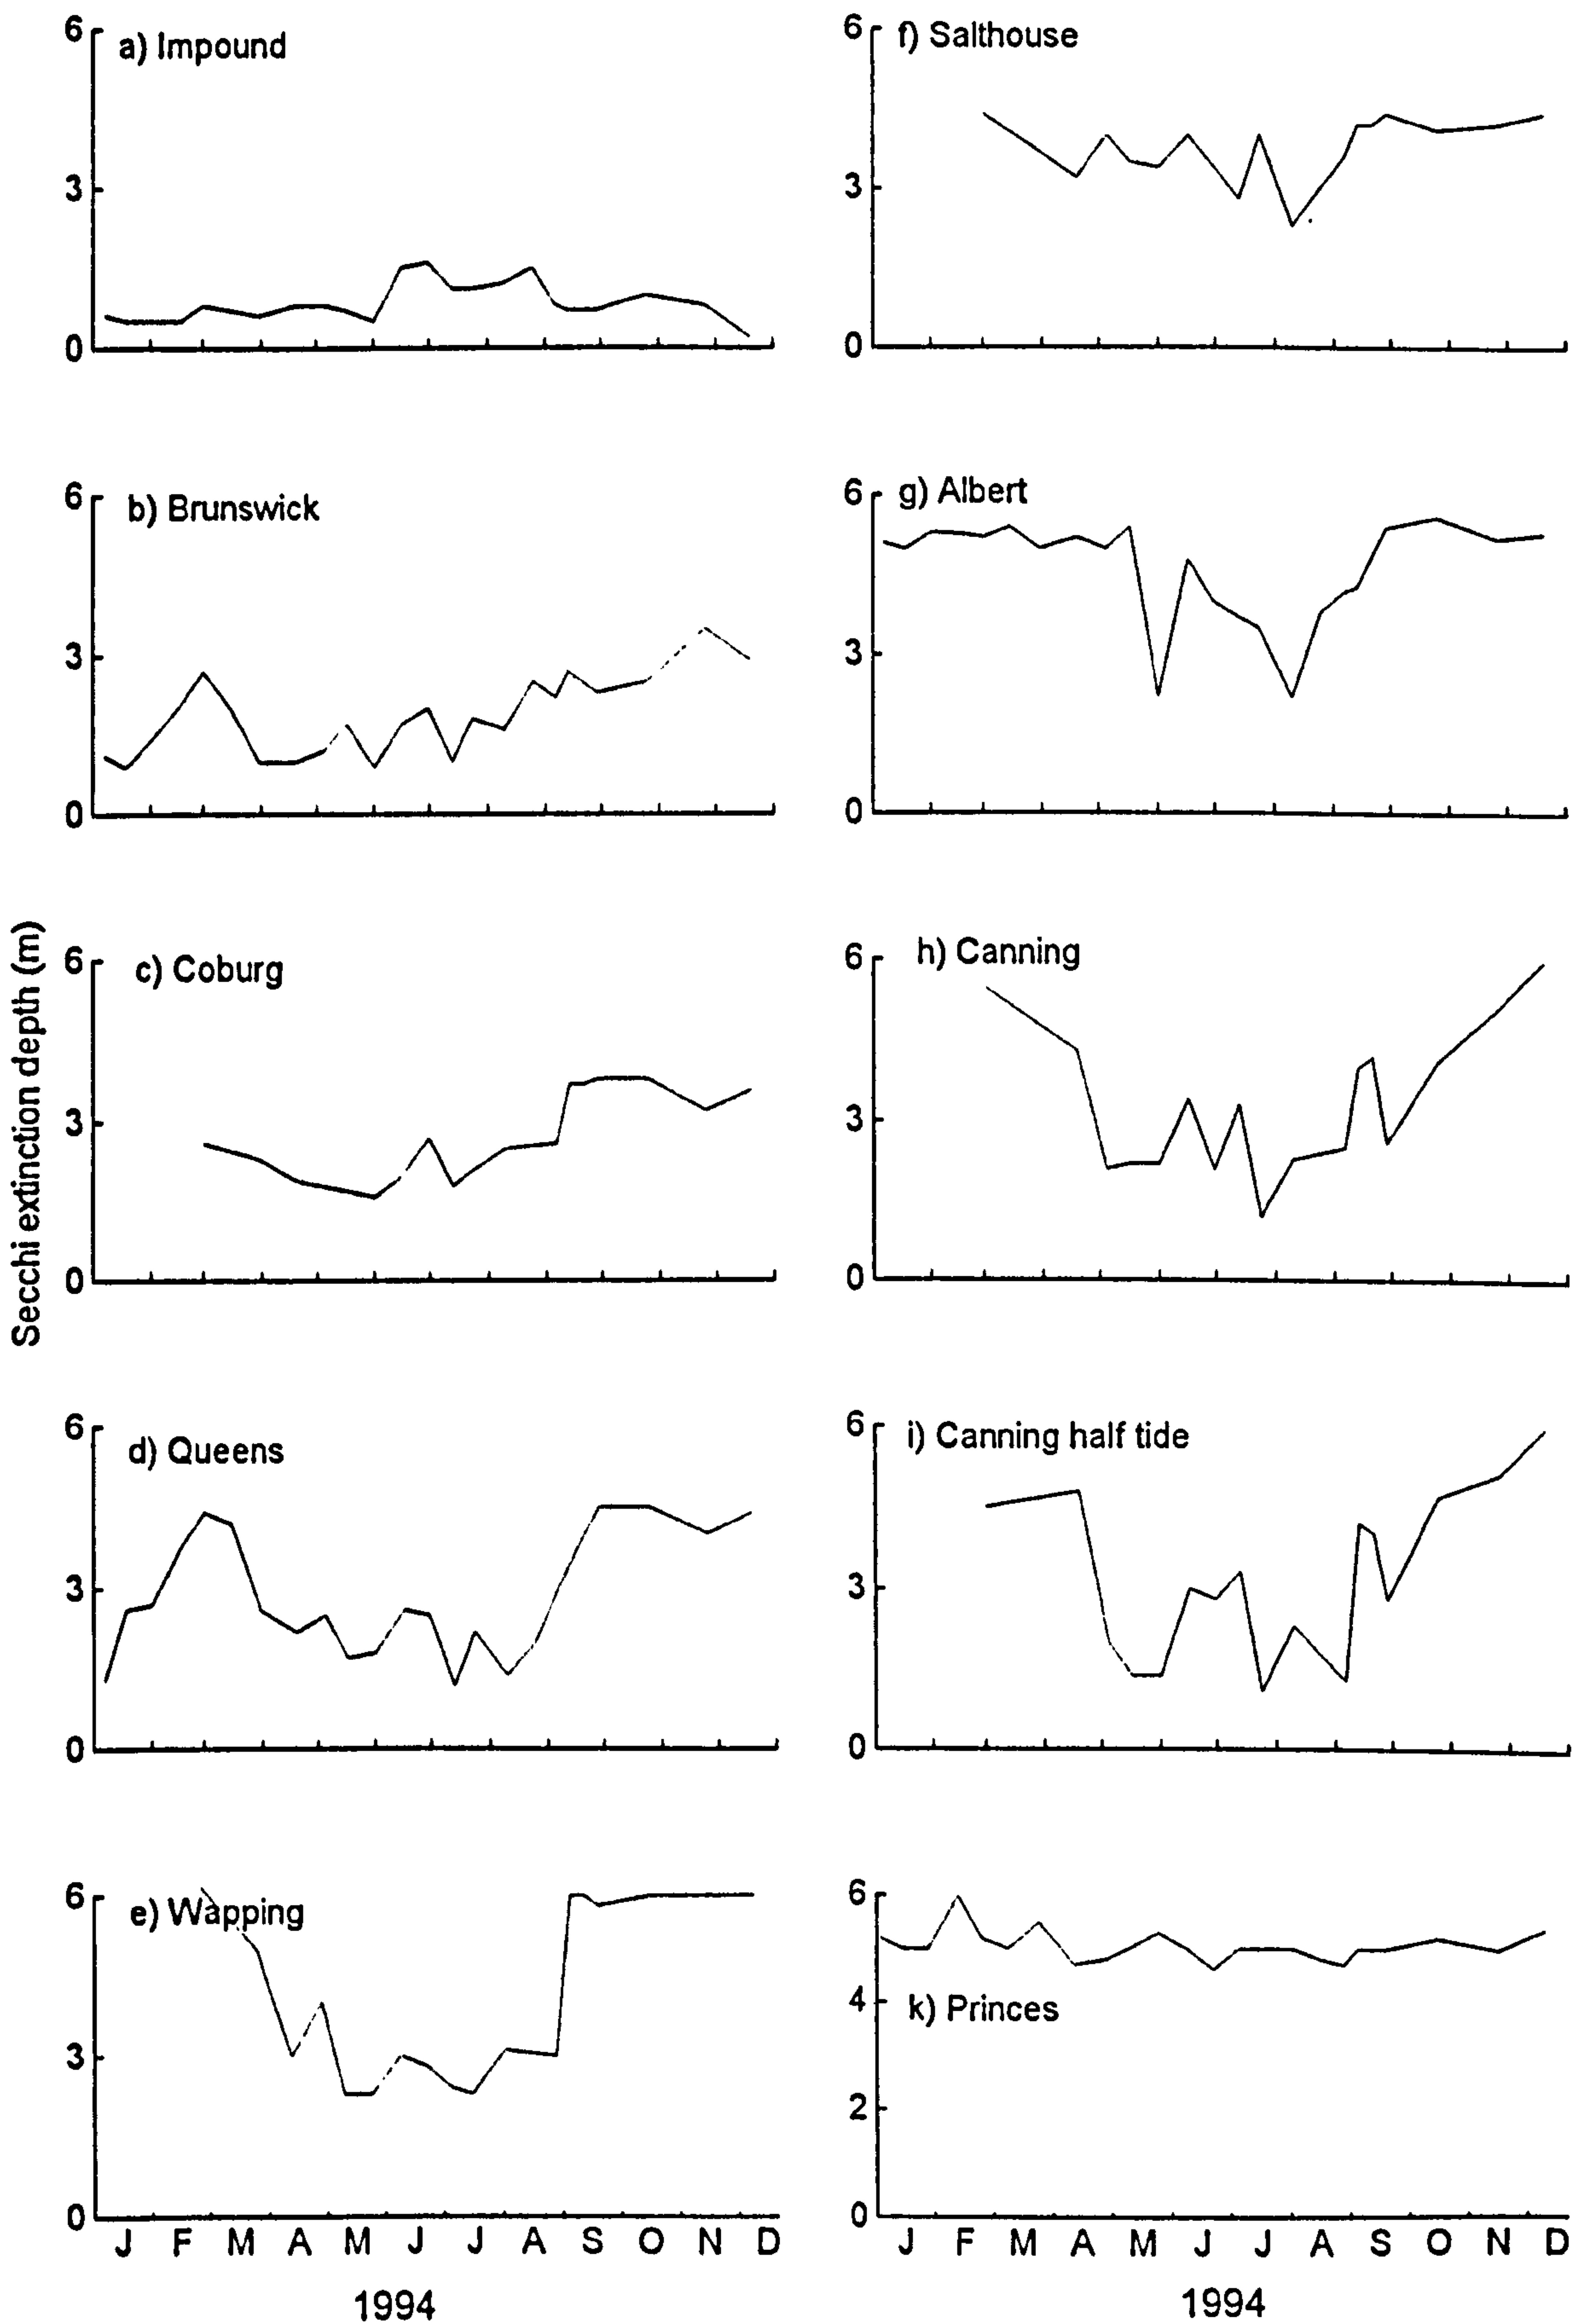 Secchi extinction depth (m)
a) Impound
6
3
0
b) Brunswick
6
3
0
c) Coburg
6
3
0
d) Queens
6
3
0
e) Wapping
6
3
0
J F M A M J J A S O N D
1994
f) Salthouse
6
3
0
g) Albert
6
3
0
h) Canning
6
3
0
i) Canning half tide
6
3
0
k) Princes
6
4
2
0
J F M A M J J A S O N D
1994